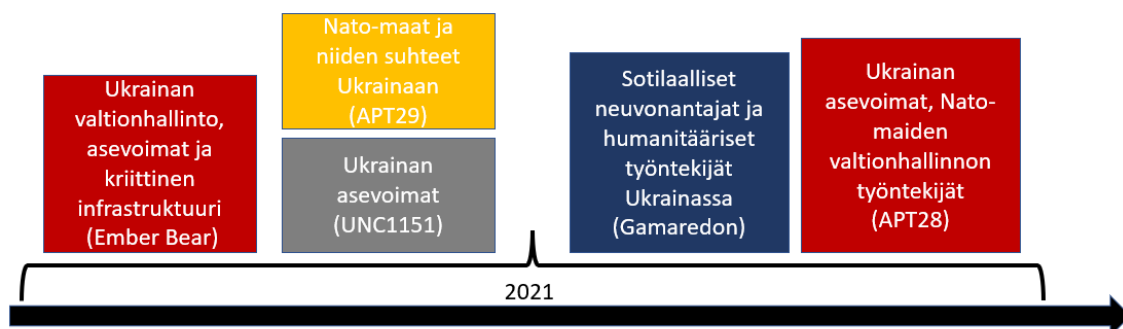 Ukrainan
valtionhallinto,
asevoimat ja
kriittinen
infrastruktuuri
(Ember Bear)
Nato-maat ja
niiden suhteet
Ukrainaan
(APT29)
Ukrainan
asevoimat
(UNC1151)
Sotilaalliset
neuvonantajat ja
humanitääriset
työntekijät
Ukrainassa
(Gamaredon)
Ukrainan
asevoimat, Nato-
maiden
valtionhallinnon
työntekijät
(APT28)
2021